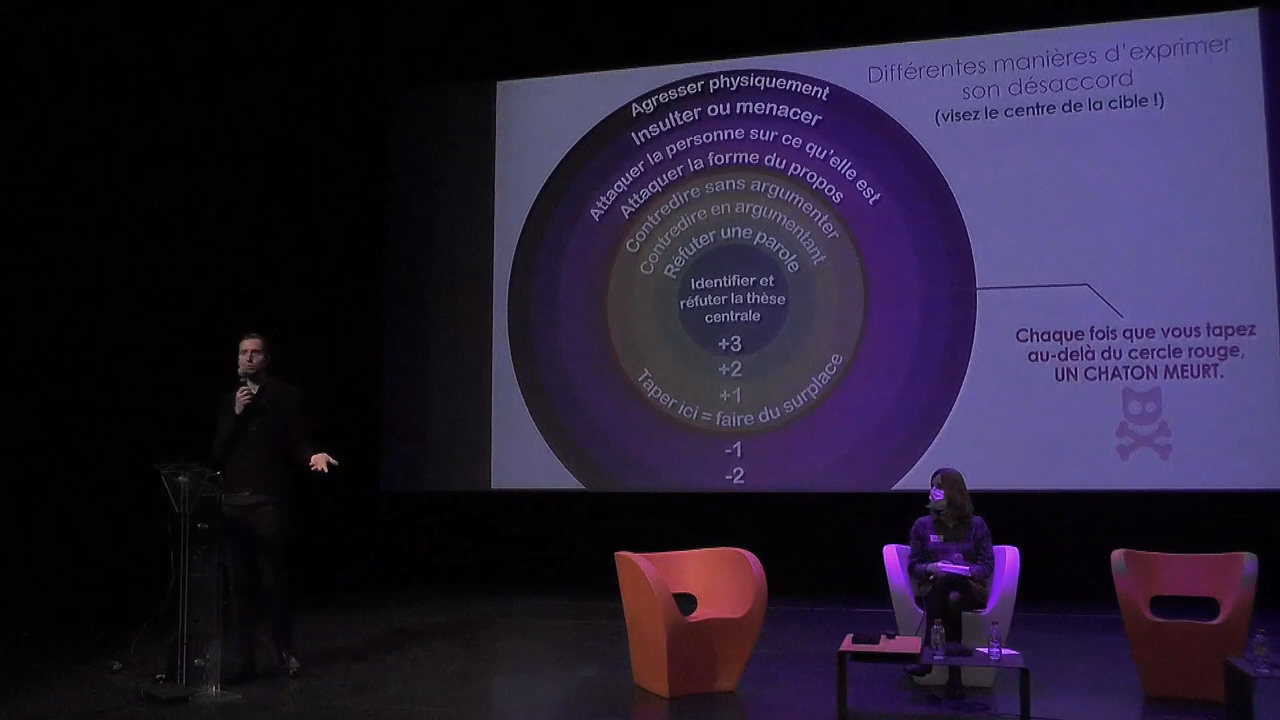 Différentes manières d'exprimer
son désaccord
(visez le centre de la cible !)
Agresser physiquement
Insulter ou menacer
Attaquer la personne sur ce qu'elle est
Attaquer la forme du propos
Contredire sans argumenter
Contredire en argumentant
Réfuter une parole
Identifier et
réfuter la thèse
centrale
+3
+2
+1
Taper ici = faire du surplace
-1
-2
Chaque fois que vous tapez
au-delà du cercle rouge,
UN CHATON MEURT.